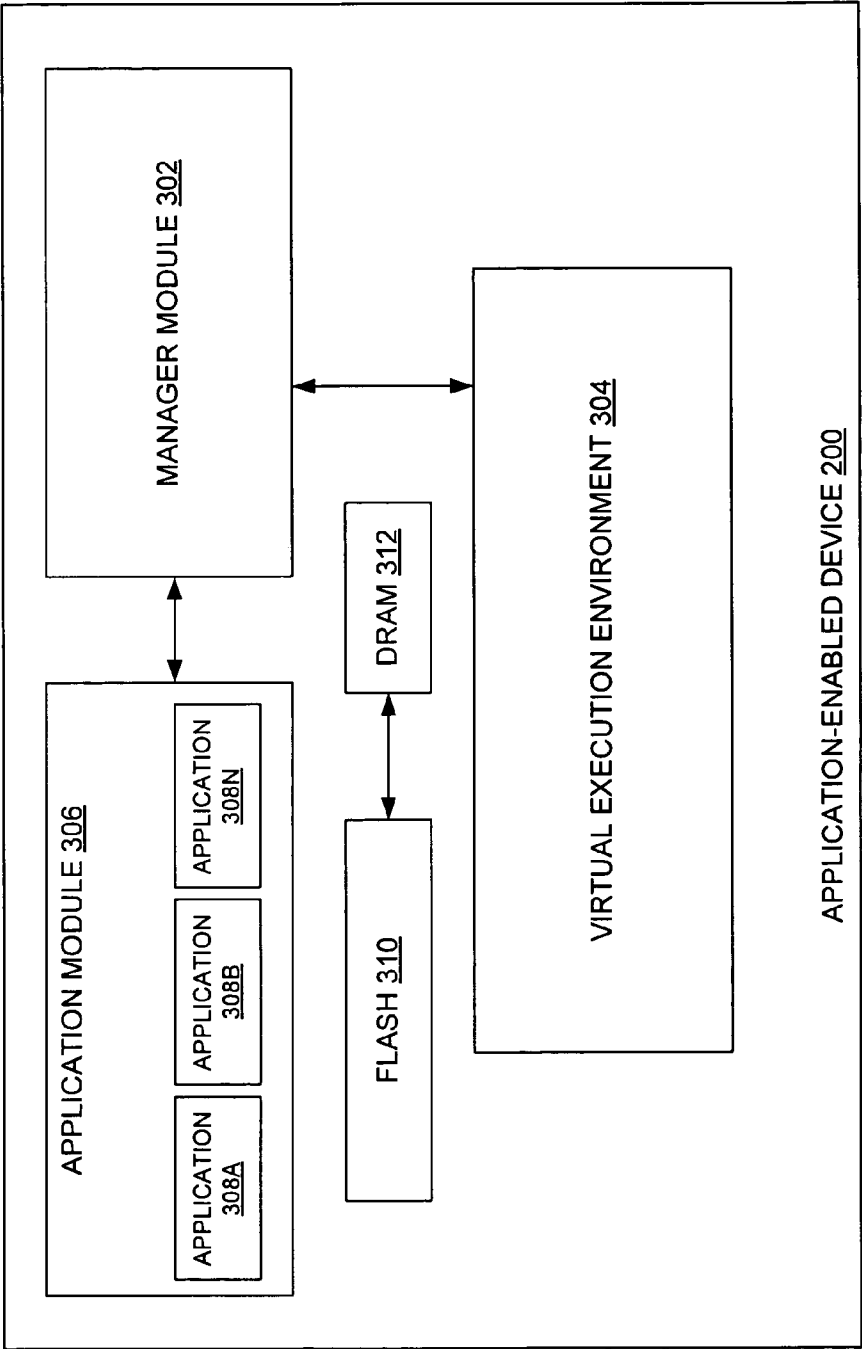 APPLICATION MODULE 306
APPLICATION
308A
APPLICATION
308B
APPLICATION
308N
MANAGER MODULE 302
FLASH 310
DRAM 312
VIRTUAL EXECUTION ENVIRONMENT 304
APPLICATION-ENABLED DEVICE 200